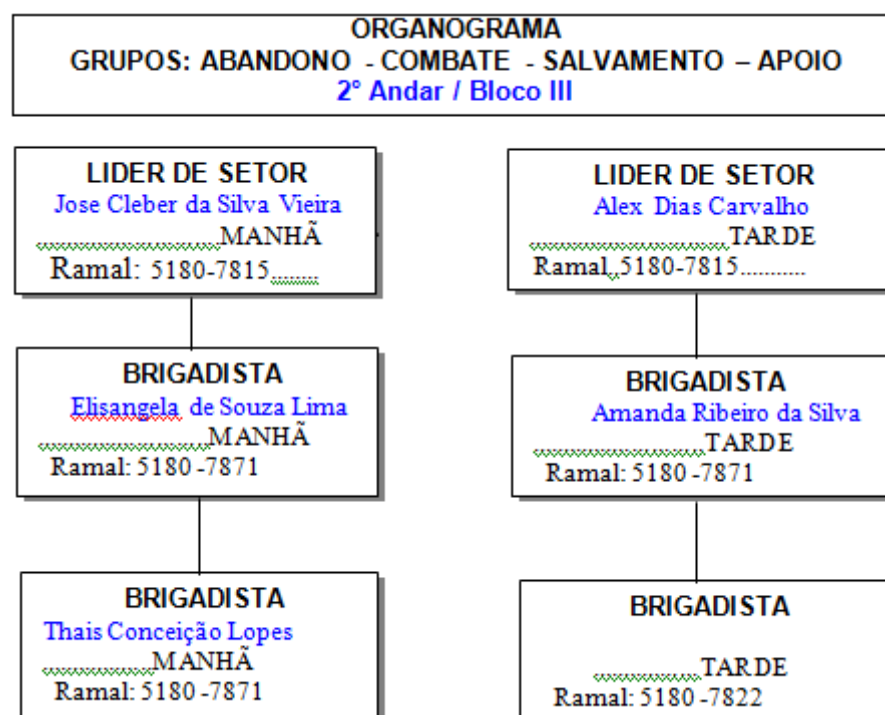 ORGANOGRAMA
GRUPOS: ABANDONO - COMBATE - SALVAMENTO – APOIO
2° Andar / Bloco III
LIDER DE SETOR
Jose Cleber da Silva Vieira
........................MANHÃ
Ramal: 5180-7815........
LIDER DE SETOR
Alex Dias Carvalho
..........................TARDE
Ramal..5180-7815...........
BRIGADISTA
Elisangela de Souza Lima
......................MANHÃ
Ramal: 5180 -7871
BRIGADISTA
Amanda Ribeiro da Silva
......................TARDE
Ramal: 5180 -7871
BRIGADISTA
Thais Conceição Lopes
..............MANHÃ
Ramal: 5180 -7871
BRIGADISTA
..............TARDE
Ramal: 5180 -7822